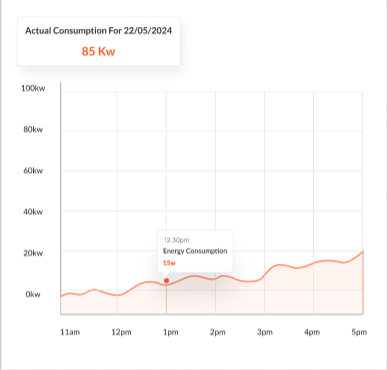 Actual Consumption For 22/05/2024
85 Kw
100kw
80kw
60kw
40kw
20kw
0kw
12:30pm
Energy Consumption
15w
11am 12pm 1pm 2pm 3pm 4pm 5pm